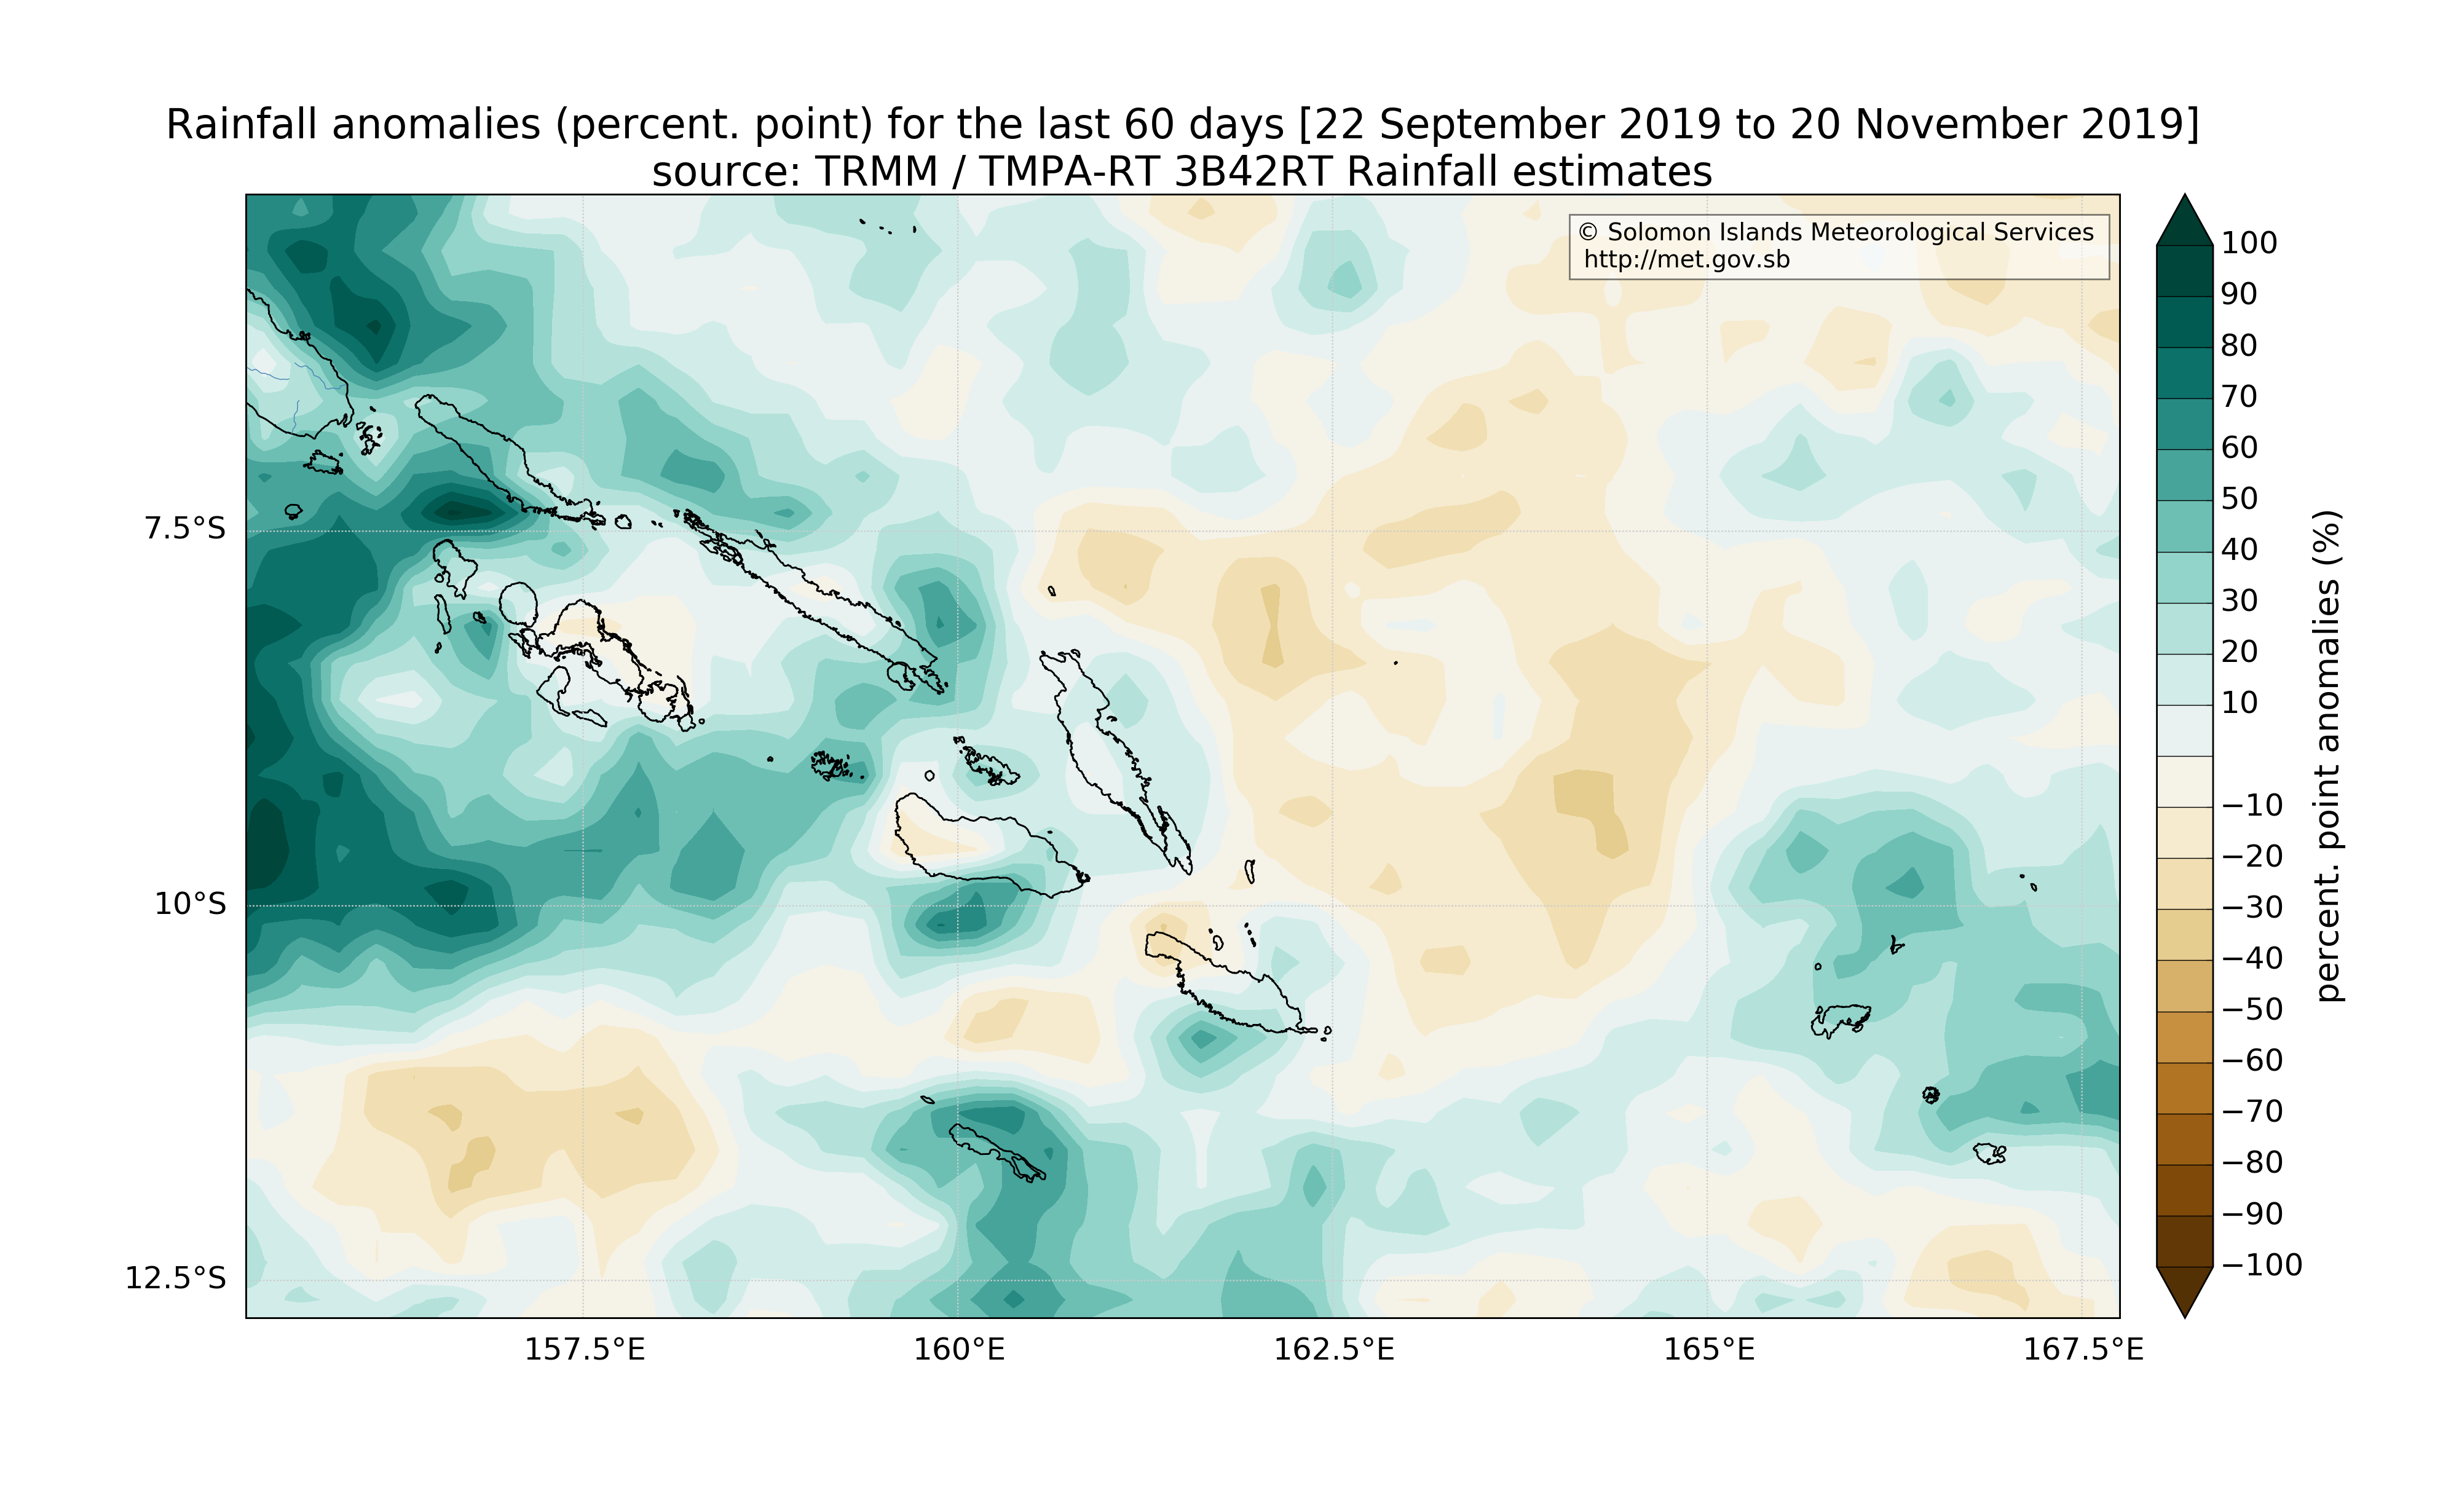 Rainfall anomalies (percent. point) for the last 60 days [22 September 2019 to 20 November 2019]
source: TRMM / TMPA-RT 3B42RT Rainfall estimates
© Solomon Islands Meteorological Services
http://met.gov.sb
7.5°S
10°S
12.5°S
157.5°E
160°E
162.5°E
165°E
167.5°E
100
90
80
70
60
50
40
30
20
10
−10
−20
−30
−40
−50
−60
−70
−80
−90
−100
percent. point anomalies (%)